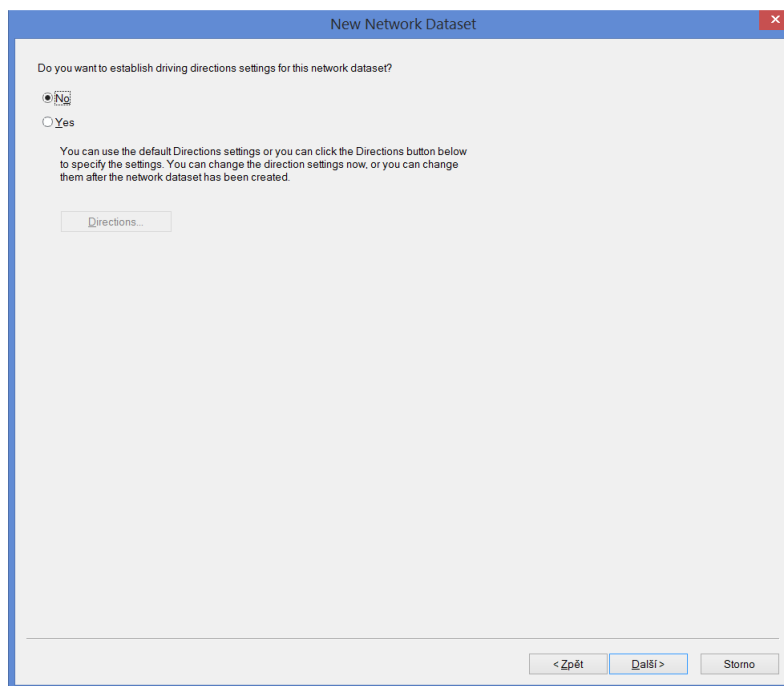 New Network Dataset
Do you want to establish driving directions settings for this network dataset?
No
Yes
You can use the default Directions settings or you can click the Directions button below
to specify the settings. You can change the direction settings now, or you can change
them after the network dataset has been created.
Directions...
< Zpět
Další >
Storno